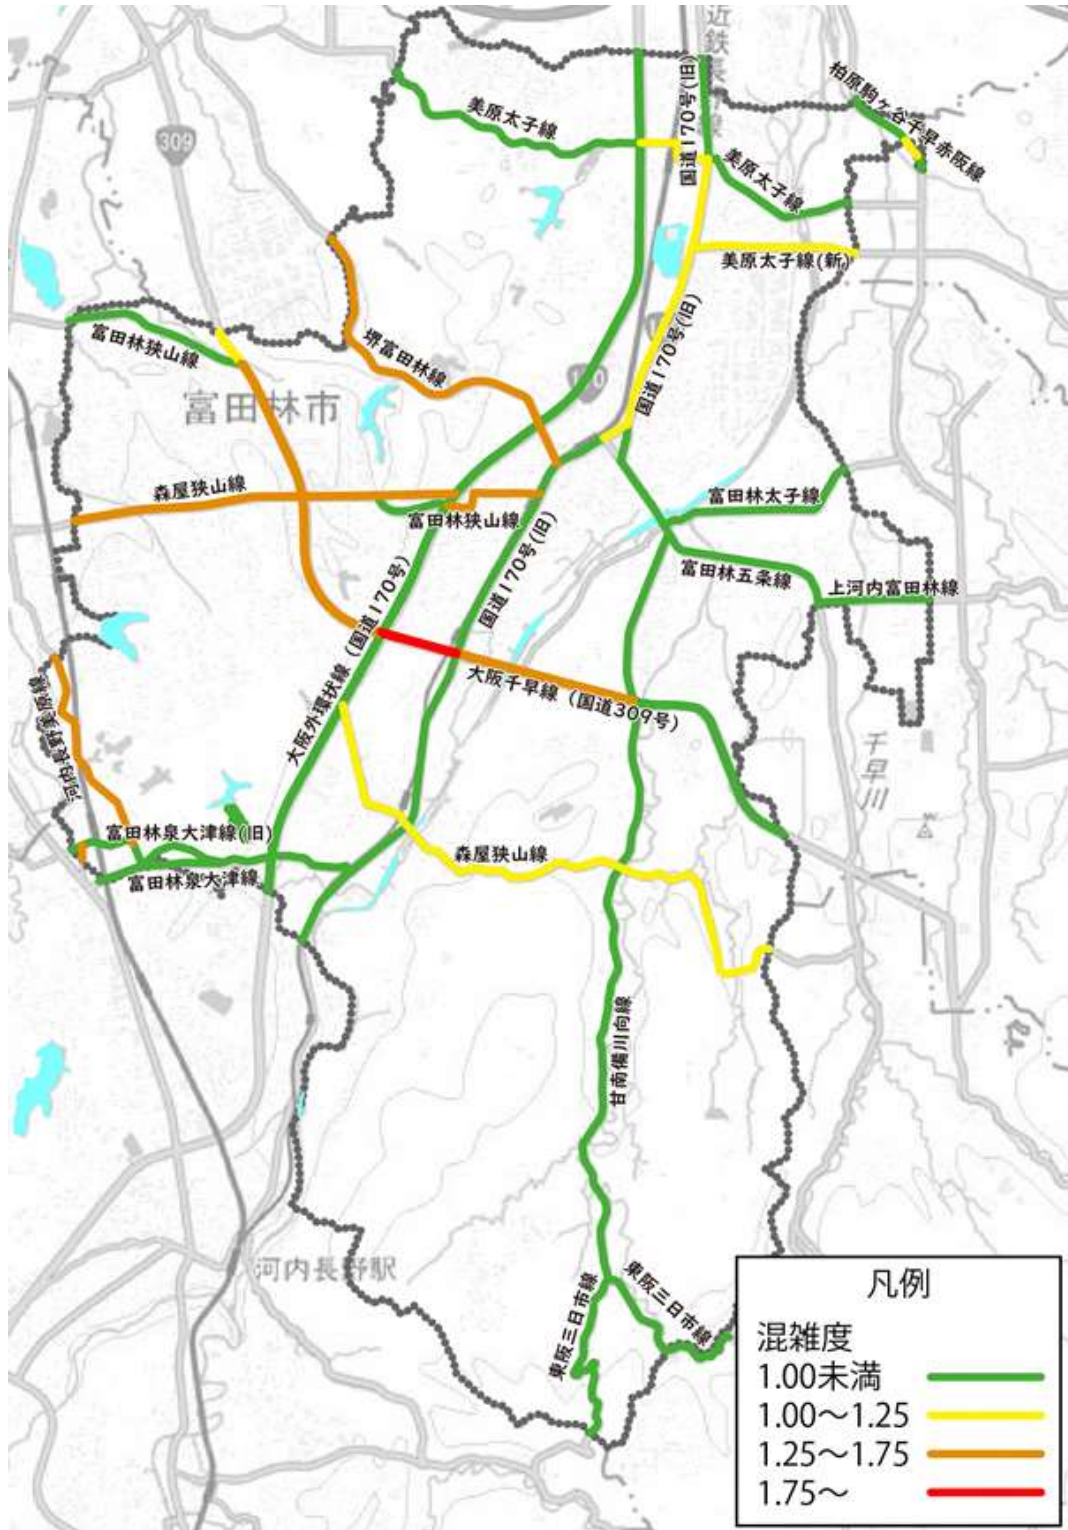 近鉄長野線
国道170号(旧)
柏原駒ヶ谷千早赤阪線
美原太子線
309
美原太子線
美原太子線(新)
富田林狭山線
堺富田林線
国道170号(旧)
170
富田林市
森屋狭山線
富田林狭山線
富田林太子線
国道170号(旧)
富田林五条線
上河内富田林線
大阪外環状線（国道170号）
大阪千早線（国道309号）
河内長野美原線
千早川
富田林泉大津線(旧)
富田林泉大津線
森屋狭山線
甘南備川向線
河内長野駅
東阪三日市線
東阪三日市線
凡例
混雑度
1.00未満
1.00～1.25
1.25～1.75
1.75～